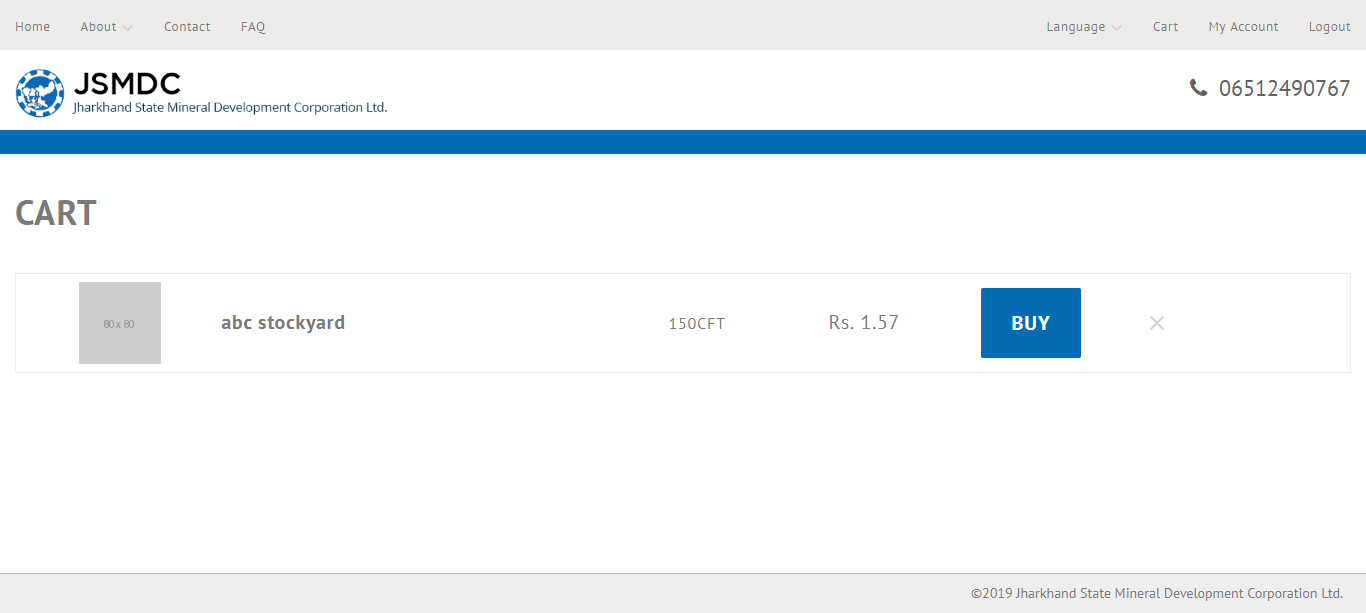 Home About Contact FAQ Language Cart My Account Logout
JSMDC
Jharkhand State Mineral Development Corporation Ltd.
06512490767
CART
80 x 80 abc stockyard 150CFT Rs. 1.57 BUY
©2019 Jharkhand State Mineral Development Corporation Ltd.